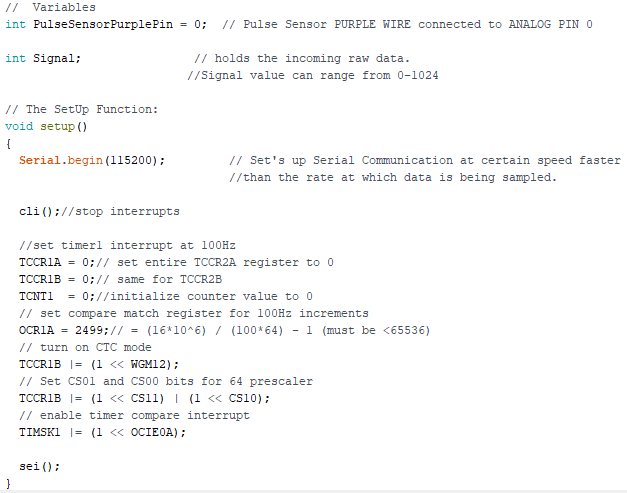 //  Variables
int PulseSensorPurplePin = 0;  // Pulse Sensor PURPLE WIRE connected to ANALOG PIN 0
int Signal;                // holds the incoming raw data.
//Signal value can range from 0-1024
// The SetUp Function:
void setup()
{
  Serial.begin(115200);         // Set's up Serial Communication at certain speed faster
                                //than the rate at which data is being sampled.
  cli();//stop interrupts
  //set timer1 interrupt at 100Hz
  TCCR1A = 0;// set entire TCCR2A register to 0
  TCCR1B = 0;// same for TCCR2B
  TCNT1  = 0;//initialize counter value to 0
  // set compare match register for 100Hz increments
  OCR1A = 2499;// = (16*10^6) / (100*64) - 1 (must be <65536)
  // turn on CTC mode
  TCCR1B |= (1 << WGM12);
  // Set CS01 and CS00 bits for 64 prescaler
  TCCR1B |= (1 << CS11) | (1 << CS10);
  // enable timer compare interrupt
  TIMSK1 |= (1 << OCIE0A);
  sei();
}